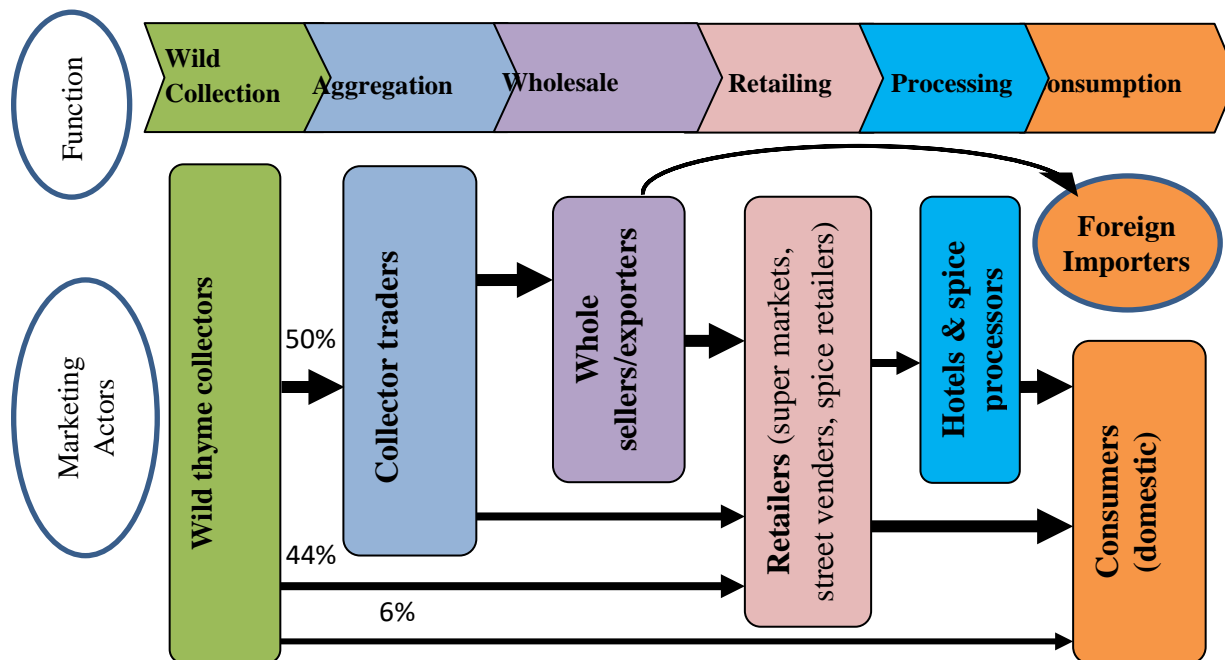 Function
Wild
Collection
Aggregation
Wholesale
Retailing
Processing
onsumption
Marketing
Actors
Wild thyme collectors
50%
44%
6%
Collector traders
Whole
sellers/exporters
Retailers (super markets,
street venders, spice retailers)
Hotels & spice
processors
Foreign
Importers
Consumers
(domestic)